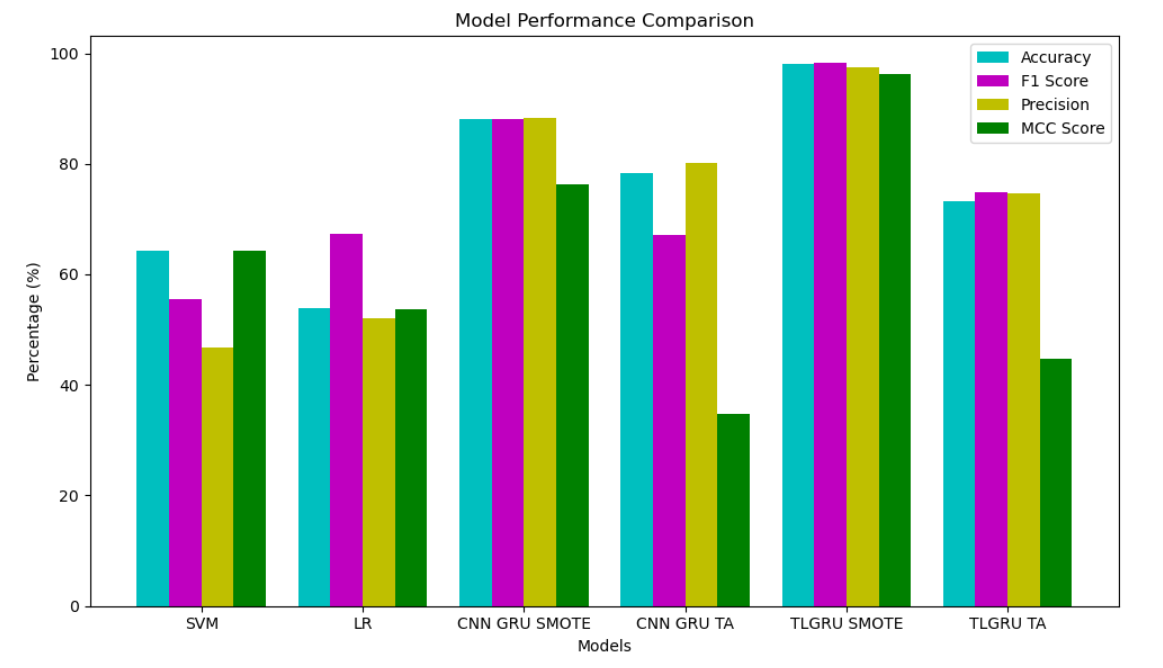 Model Performance Comparison
Accuracy
F1 Score
Precision
MCC Score
Percentage (%)
100
80
60
40
20
0
SVM LR CNN GRU SMOTE CNN GRU TA TLGRU SMOTE TLGRU TA
Models